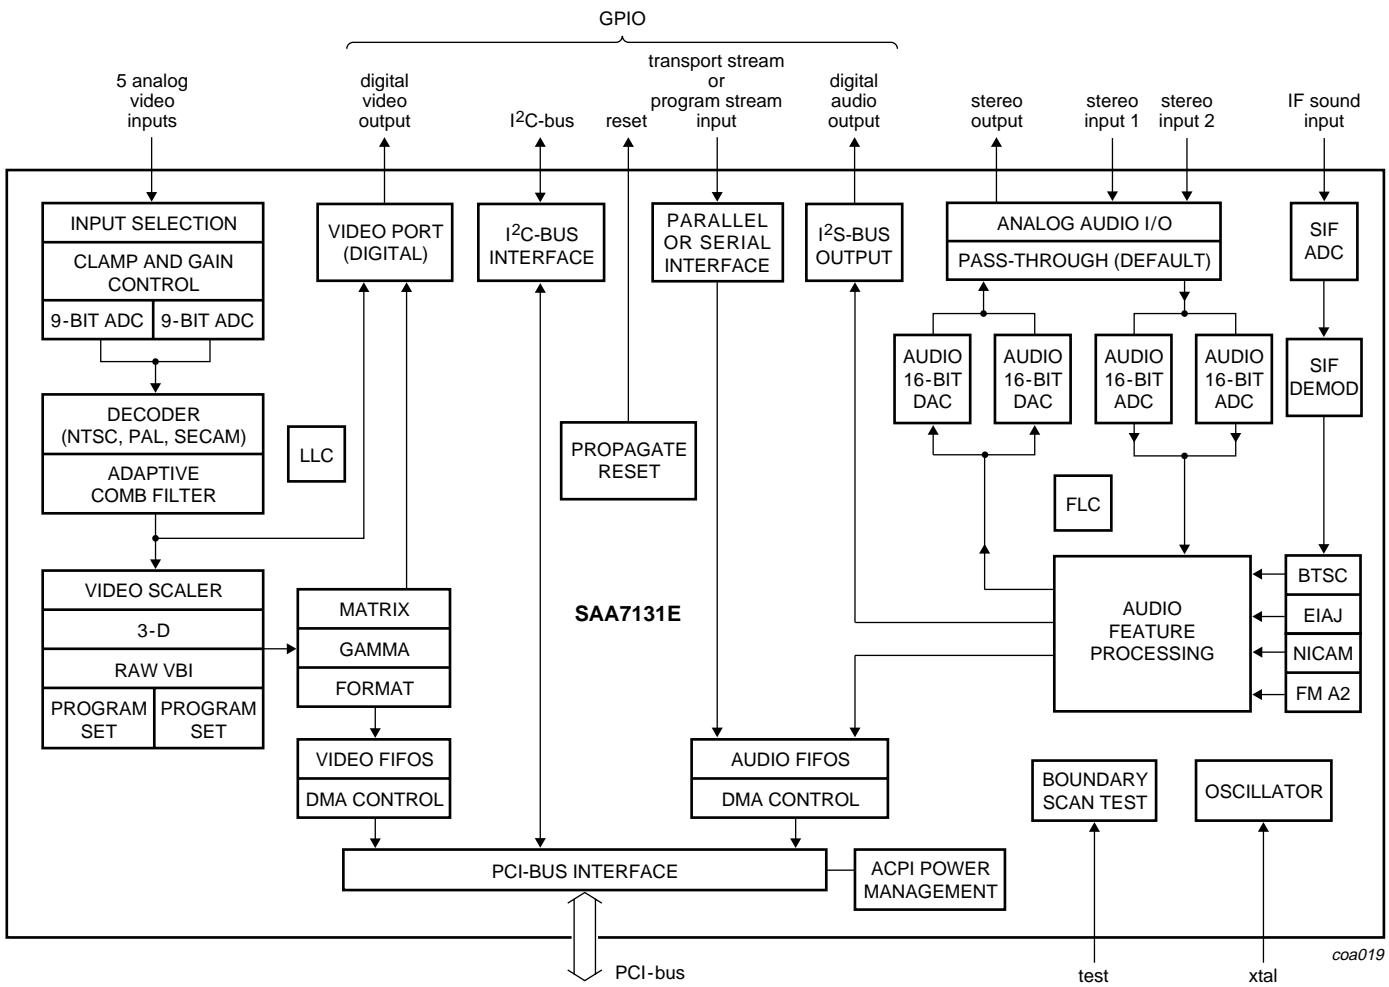 GPIO
5 analog
video
inputs
digital
video
output
I2C-bus
reset
transport stream
or
program stream
input
digital
audio
output
stereo
output
stereo
input 1
stereo
input 2
IF sound
input
INPUT SELECTION
CLAMP AND GAIN
CONTROL
9-BIT ADC
9-BIT ADC
VIDEO PORT
(DIGITAL)
I2C-BUS
INTERFACE
PARALLEL
OR SERIAL
INTERFACE
I2S-BUS
OUTPUT
ANALOG AUDIO I/O
PASS-THROUGH (DEFAULT)
SIF
ADC
AUDIO
16-BIT
DAC
AUDIO
16-BIT
DAC
AUDIO
16-BIT
ADC
AUDIO
16-BIT
ADC
SIF
DEMOD
DECODER
(NTSC, PAL, SECAM)
ADAPTIVE
COMB FILTER
LLC
PROPAGATE
RESET
FLC
VIDEO SCALER
3-D
RAW VBI
PROGRAM
SET
PROGRAM
SET
MATRIX
GAMMA
FORMAT
SAA7131E
AUDIO
FEATURE
PROCESSING
BTSC
EIAJ
NICAM
FM A2
VIDEO FIFOS
DMA CONTROL
AUDIO FIFOS
DMA CONTROL
BOUNDARY
SCAN TEST
OSCILLATOR
PCI-BUS INTERFACE
ACPI POWER
MANAGEMENT
PCI-bus
test
xtal
coa019